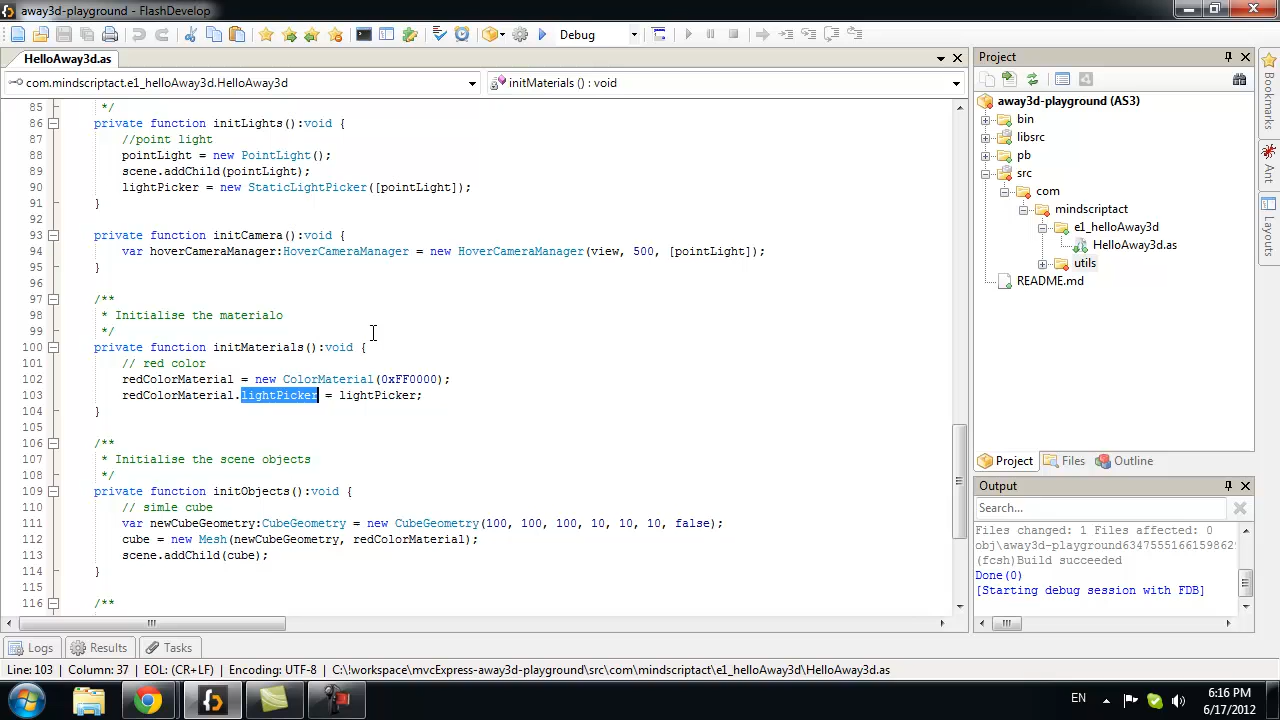 away3d-playground - FlashDevelop
Debug
HelloAway3d.as
com.mindscriptact.e1_helloAway3d.HelloAway3d
initMaterials () : void
85 */
86 private function initLights():void {
87 //point light
88 pointLight = new PointLight();
89 scene.addChild(pointLight);
90 lightPicker = new StaticLightPicker([pointLight]);
91 }
92
93 private function initCamera():void {
94 var hoverCameraManager:HoverCameraManager = new HoverCameraManager(view, 500, [pointLight]);
95 }
96
97 /**
98 * Initialise the materialo
99 */
100 private function initMaterials():void {
101 // red color
102 redColorMaterial = new ColorMaterial(0xFF0000);
103 redColorMaterial.lightPicker = lightPicker;
104 }
105
106 /**
107 * Initialise the scene objects
108 */
109 private function initObjects():void {
110 // simle cube
111 var newCubeGeometry:CubeGeometry = new CubeGeometry(100, 100, 100, 10, 10, 10, false);
112 cube = new Mesh(newCubeGeometry, redColorMaterial);
113 scene.addChild(cube);
114 }
115
116 /**
Project
away3d-playground (AS3)
bin
libsrc
pb
src
com
mindscriptact
e1_helloAway3d
HelloAway3d.as
utils
README.md
Project Files Outline
Output
Search...
Files changed: 1 Files affected: 0
(fcsh)Build succeeded
Done(0)
[Starting debug session with FDB]
Bookmarks
Ant
Layouts
Logs Results Tasks
Line: 103 Column: 37 EOL: (CR+LF) Encoding: UTF-8 C:\!workspace\mvcExpress-away3d-playground\src\com\mindscriptact\e1_helloAway3d\HelloAway3d.as
EN
6:16 PM
6/17/2012